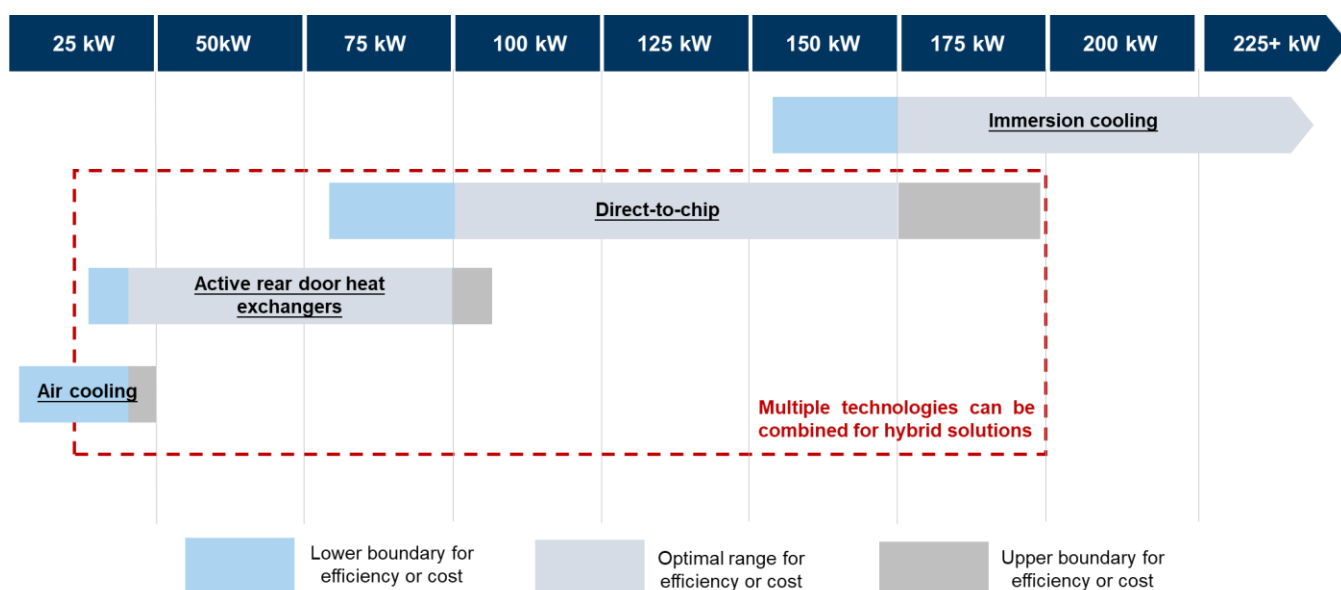 25 kW 50kW 75 kW 100 kW 125 kW 150 kW 175 kW 200 kW 225+ kW
Immersion cooling
Direct-to-chip
Active rear door heat
exchangers
Air cooling
Multiple technologies can be
combined for hybrid solutions
Lower boundary for
efficiency or cost
Optimal range for
efficiency or cost
Upper boundary for
efficiency or cost